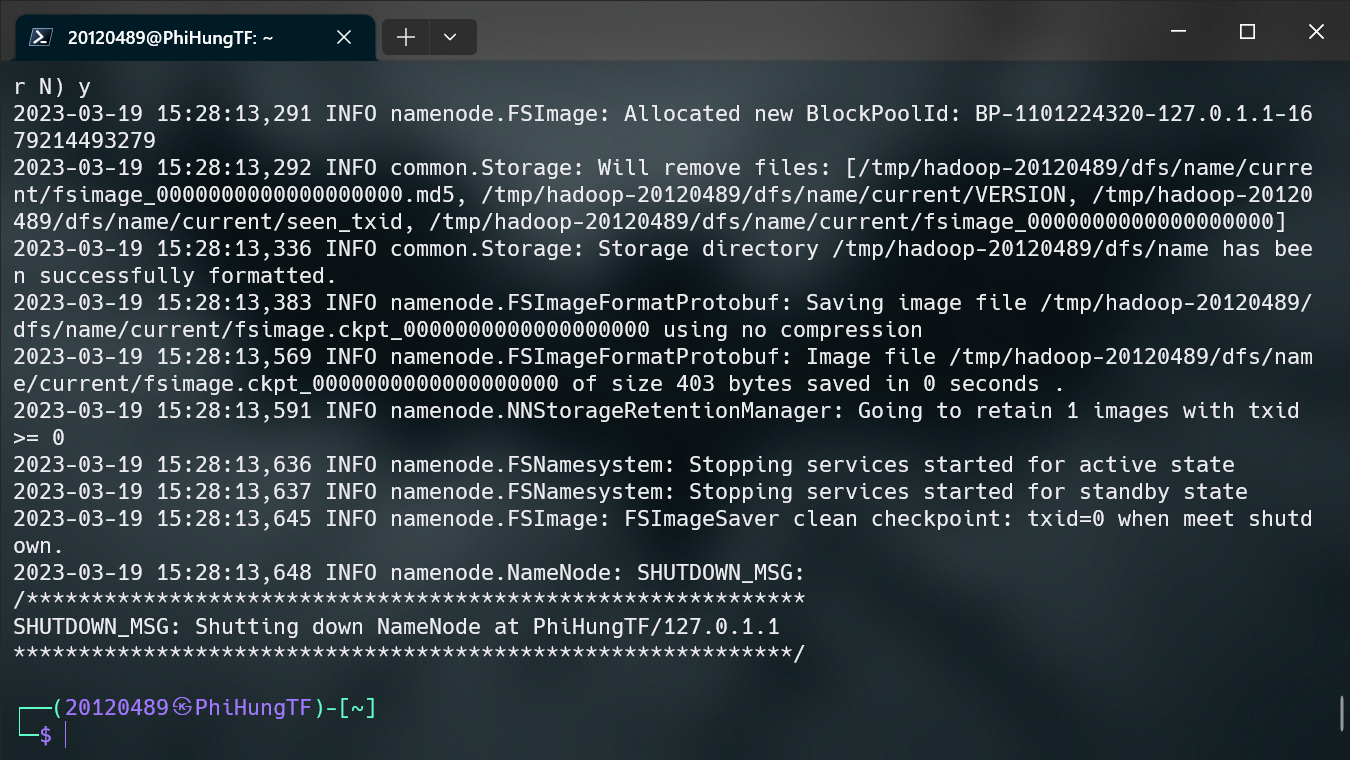 20120489@PhiHungTF: ~
r N) y
2023-03-19 15:28:13,291 INFO namenode.FSImage: Allocated new BlockPoolId: BP-1101224320-127.0.1.1-16
79214493279
2023-03-19 15:28:13,292 INFO common.Storage: Will remove files: [/tmp/hadoop-20120489/dfs/name/curre
nt/fsimage_0000000000000000000.md5, /tmp/hadoop-20120489/dfs/name/current/VERSION, /tmp/hadoop-20120
489/dfs/name/current/seen_txid, /tmp/hadoop-20120489/dfs/name/current/fsimage_0000000000000000000]
2023-03-19 15:28:13,336 INFO common.Storage: Storage directory /tmp/hadoop-20120489/dfs/name has bee
n successfully formatted.
2023-03-19 15:28:13,383 INFO namenode.FSImageFormatProtobuf: Saving image file /tmp/hadoop-20120489/
dfs/name/current/fsimage.ckpt_0000000000000000000 using no compression
2023-03-19 15:28:13,569 INFO namenode.FSImageFormatProtobuf: Image file /tmp/hadoop-20120489/dfs/nam
e/current/fsimage.ckpt_0000000000000000000 of size 403 bytes saved in 0 seconds .
2023-03-19 15:28:13,591 INFO namenode.NNStorageRetentionManager: Going to retain 1 images with txid
>= 0
2023-03-19 15:28:13,636 INFO namenode.FSNamesystem: Stopping services started for active state
2023-03-19 15:28:13,637 INFO namenode.FSNamesystem: Stopping services started for standby state
2023-03-19 15:28:13,645 INFO namenode.FSImage: FSImageSaver clean checkpoint: txid=0 when meet shutd
own.
2023-03-19 15:28:13,648 INFO namenode.NameNode: SHUTDOWN_MSG:
/************************************************************
SHUTDOWN_MSG: Shutting down NameNode at PhiHungTF/127.0.1.1
************************************************************/
┌──(20120489㉿PhiHungTF)-[~]
└─$